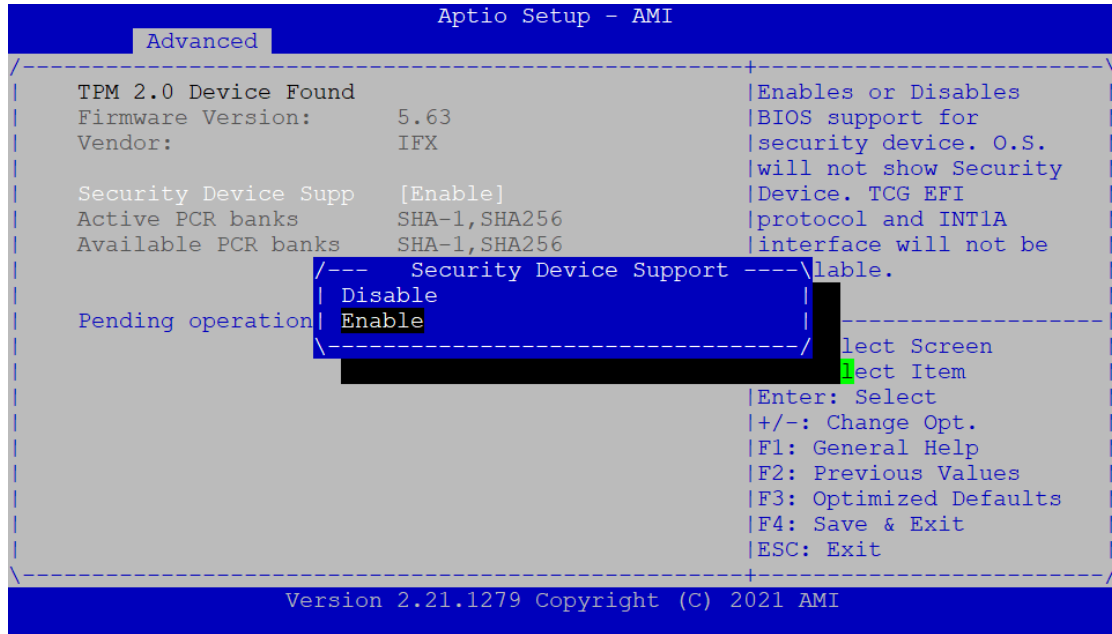 Aptio Setup - AMI
Advanced
TPM 2.0 Device Found
Firmware Version: 5.63
Vendor: IFX
Security Device Supp [Enable]
Active PCR banks SHA-1,SHA256
Available PCR banks SHA-1,SHA256
Pending operation
Security Device Support
Disable
Enable
Enables or Disables
BIOS support for
security device. O.S.
will not show Security
Device. TCG EFI
protocol and INT1A
interface will not be
lable.
lect Screen
lect Item
Enter: Select
+/-: Change Opt.
F1: General Help
F2: Previous Values
F3: Optimized Defaults
F4: Save & Exit
ESC: Exit
Version 2.21.1279 Copyright (C) 2021 AMI